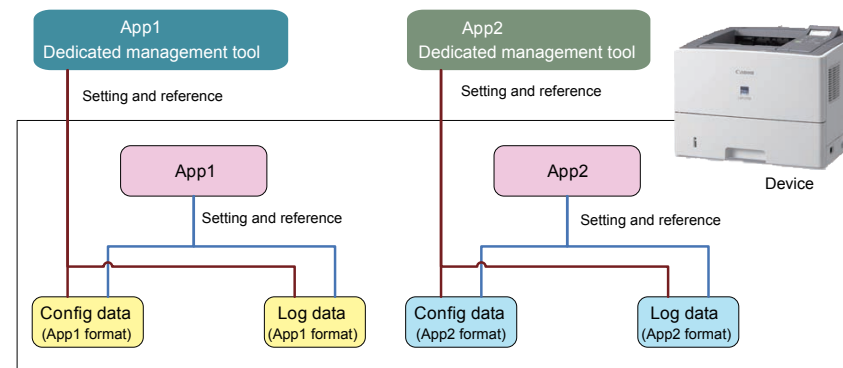 App1
Dedicated management tool
App2
Dedicated management tool
Setting and reference
Setting and reference
Canon
App1
App2
Device
Setting and reference
Setting and reference
Config data
(App1 format)
Log data
(App1 format)
Config data
(App2 format)
Log data
(App2 format)